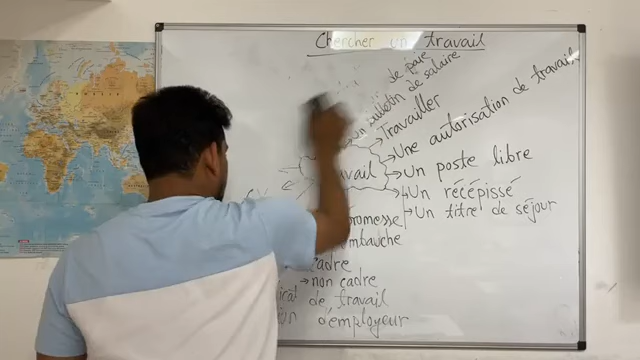 Chercher un travail
de paie
bulletin de salaire
Travailler
Une autorisation de travail
travail
Un poste libre
Un récépissé
Un titre de séjour
promesse
embauche
cadre
non cadre
de travail
d'employeur